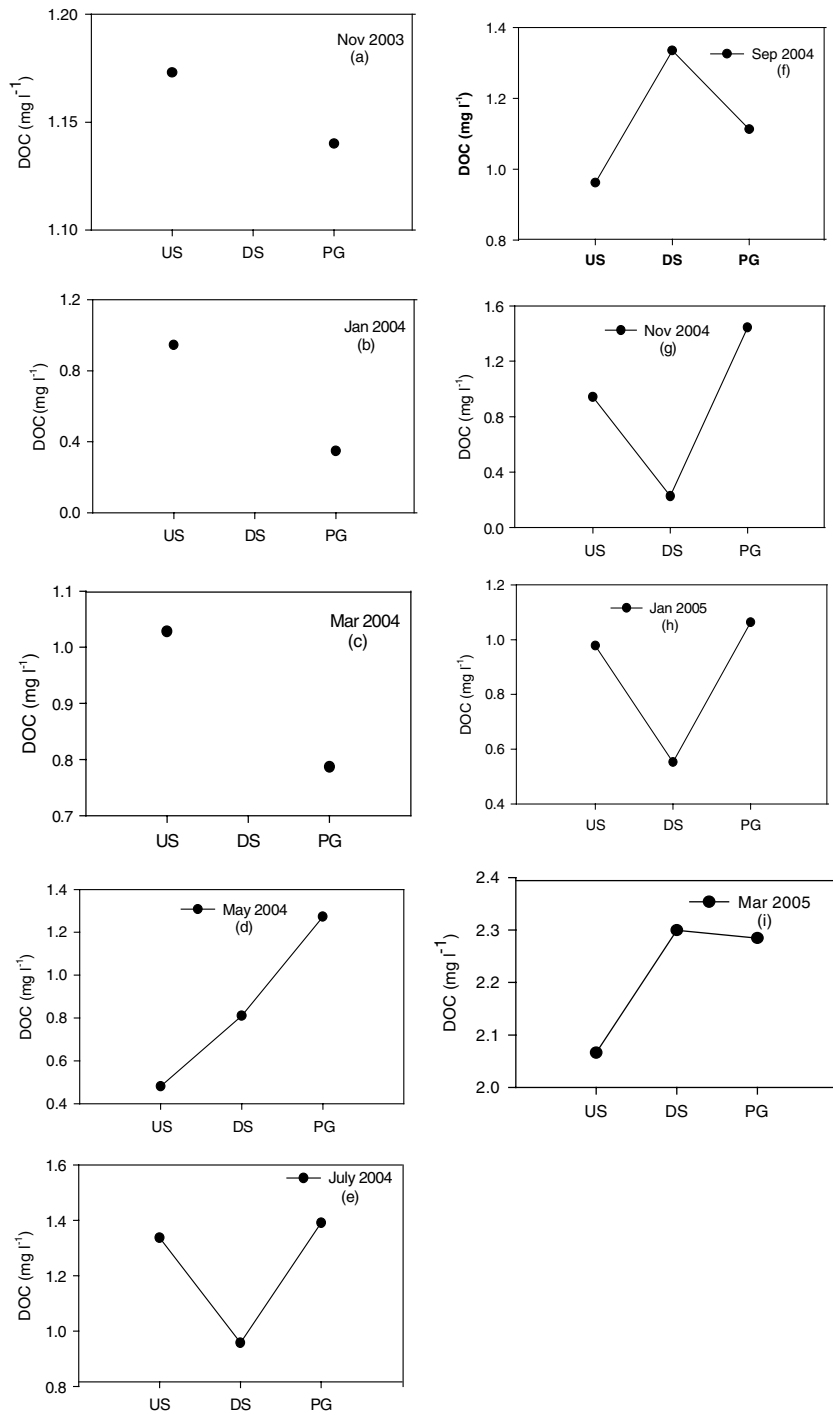 Nov 2003
(a)
DOC (mg l-1)
1.20
1.15
1.10
US DS PG
Jan 2004
(b)
DOC (mg l-1)
1.2
0.8
0.4
0.0
US DS PG
Mar 2004
(c)
DOC (mg l-1)
1.1
1.0
0.9
0.8
0.7
US DS PG
May 2004
(d)
DOC (mg l-1)
1.4
1.2
1.0
0.8
0.6
0.4
US DS PG
July 2004
(e)
DOC (mg l-1)
1.6
1.4
1.2
1.0
0.8
US DS PG
Sep 2004
(f)
DOC (mg l-1)
1.4
1.2
1.0
0.8
US DS PG
Nov 2004
(g)
DOC (mg l-1)
1.6
1.2
0.8
0.4
0.0
US DS PG
Jan 2005
(h)
DOC (mg l-1)
1.2
1.0
0.8
0.6
0.4
US DS PG
Mar 2005
(i)
DOC (mg l-1)
2.4
2.3
2.2
2.1
2.0
US DS PG